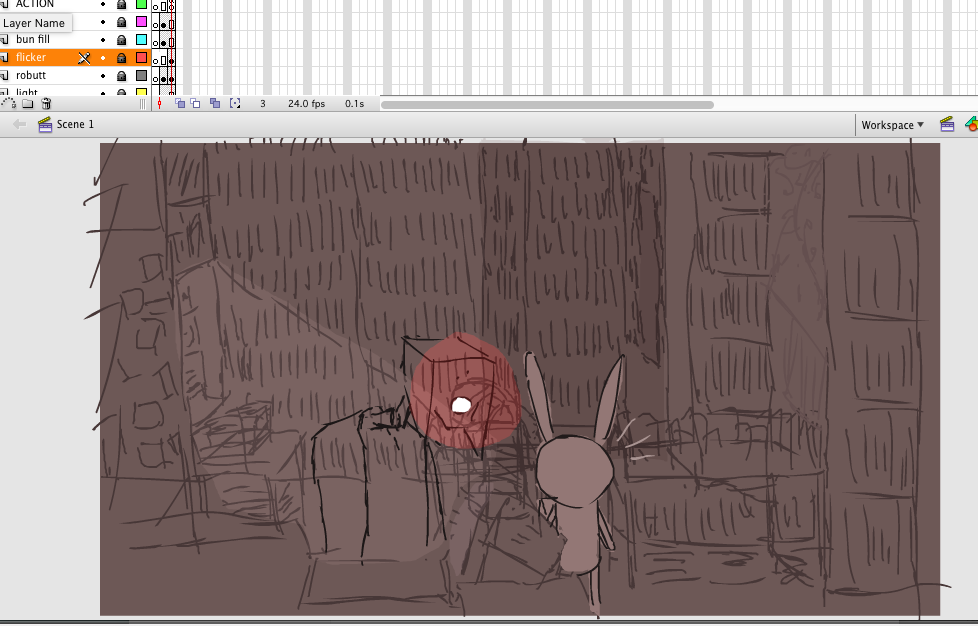 ACTION
Layer Name
bun fill
flicker
robutt
light
3 24.0 fps 0.1s
Scene 1 Workspace